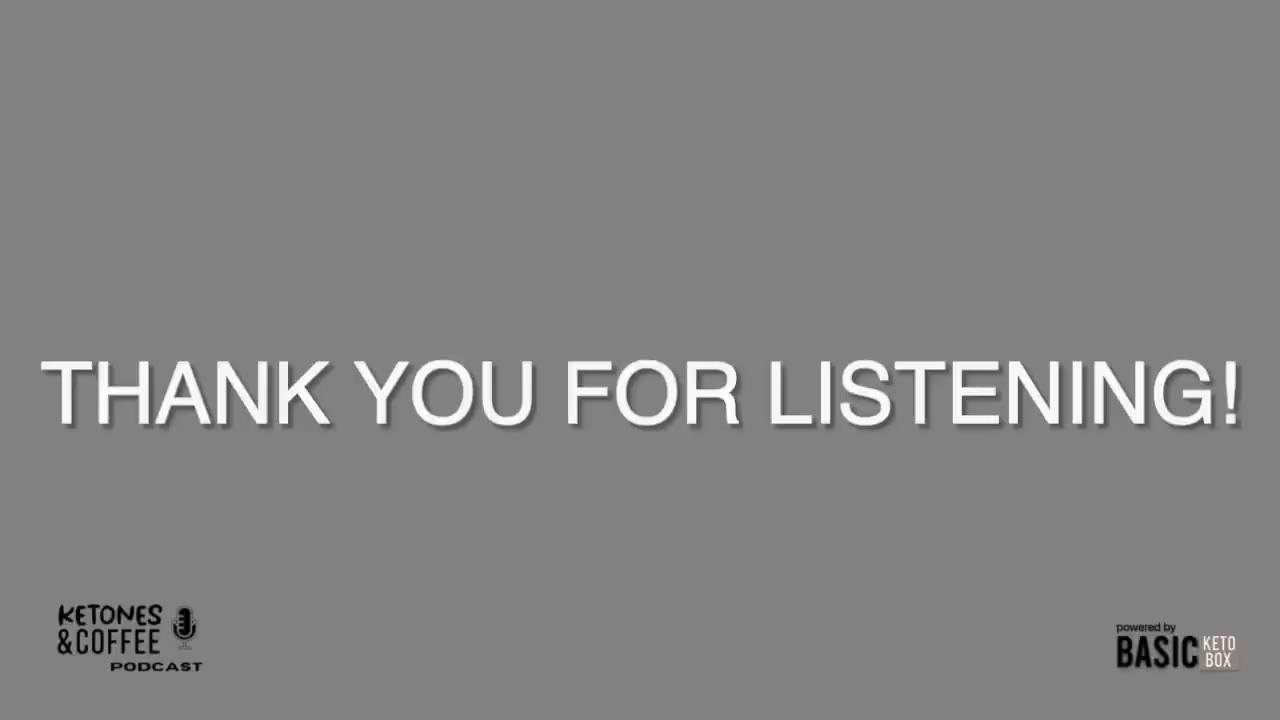 THANK YOU FOR LISTENING!
KETONES
&COFFEE
PODCAST
powered by
BASIC KETO
BOX